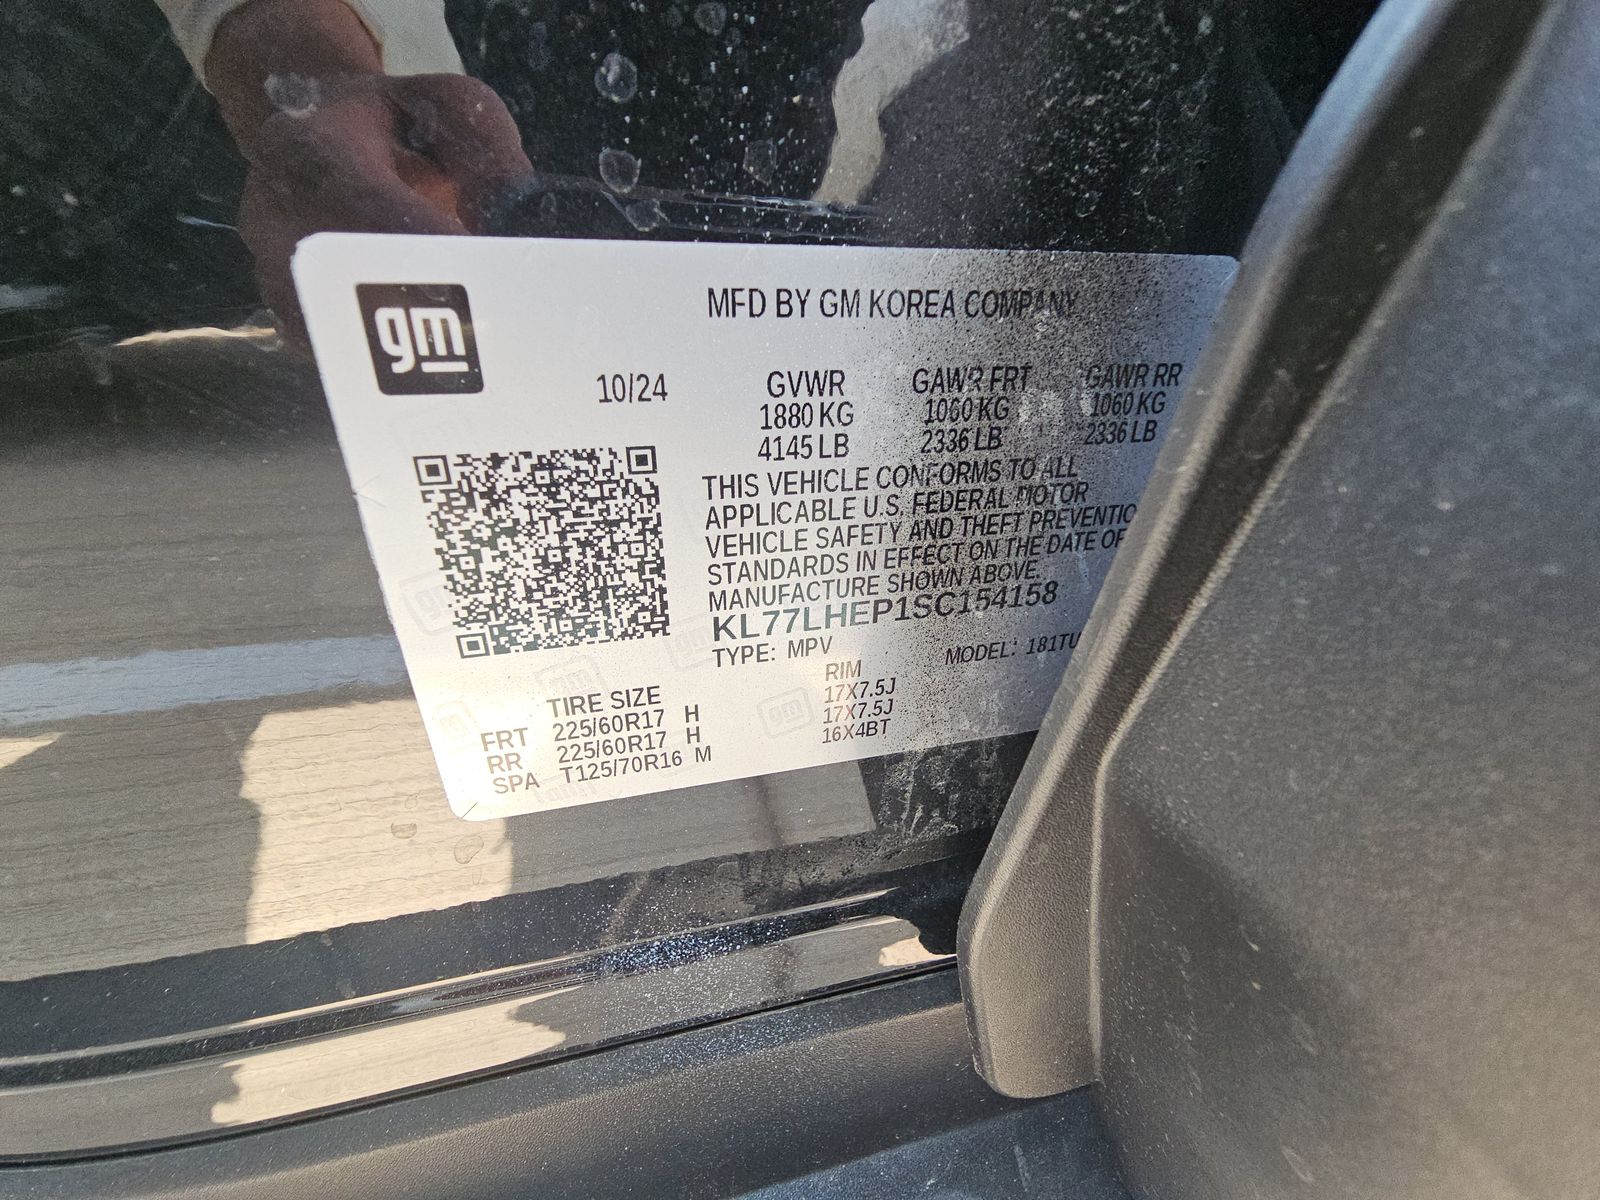 gm
MFD BY GM KOREA COMPANY
10/24 GVWR GAWR FRT GAWR RR
1880 KG 1060 KG 1060 KG
4145 LB 2336 LB 2336 LB
THIS VEHICLE CONFORMS TO ALL
APPLICABLE U.S. FEDERAL MOTOR
VEHICLE SAFETY AND THEFT PREVENTIO
STANDARDS IN EFFECT ON THE DATE OF
MANUFACTURE SHOWN ABOVE.
KL77LHEP1SC154158
TYPE: MPV MODEL: 181TU
TIRE SIZE RIM
FRT 225/60R17 H 17X7.5J
RR 225/60R17 H 17X7.5J
SPA T125/70R16 M 16X4BT